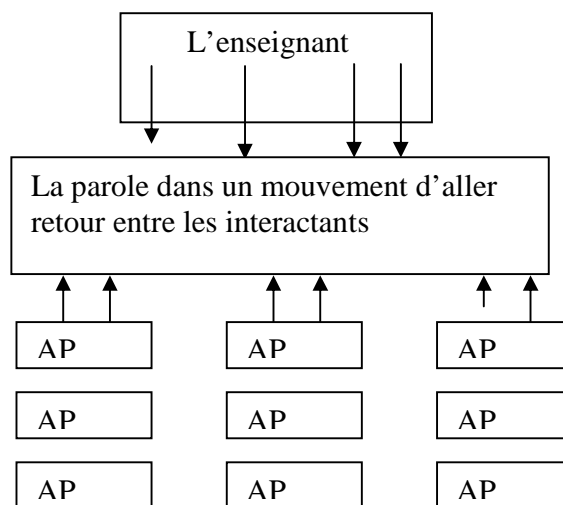 L’enseignant
La parole dans un mouvement d’aller
retour entre les interactants
AP AP AP
AP AP AP
AP AP AP